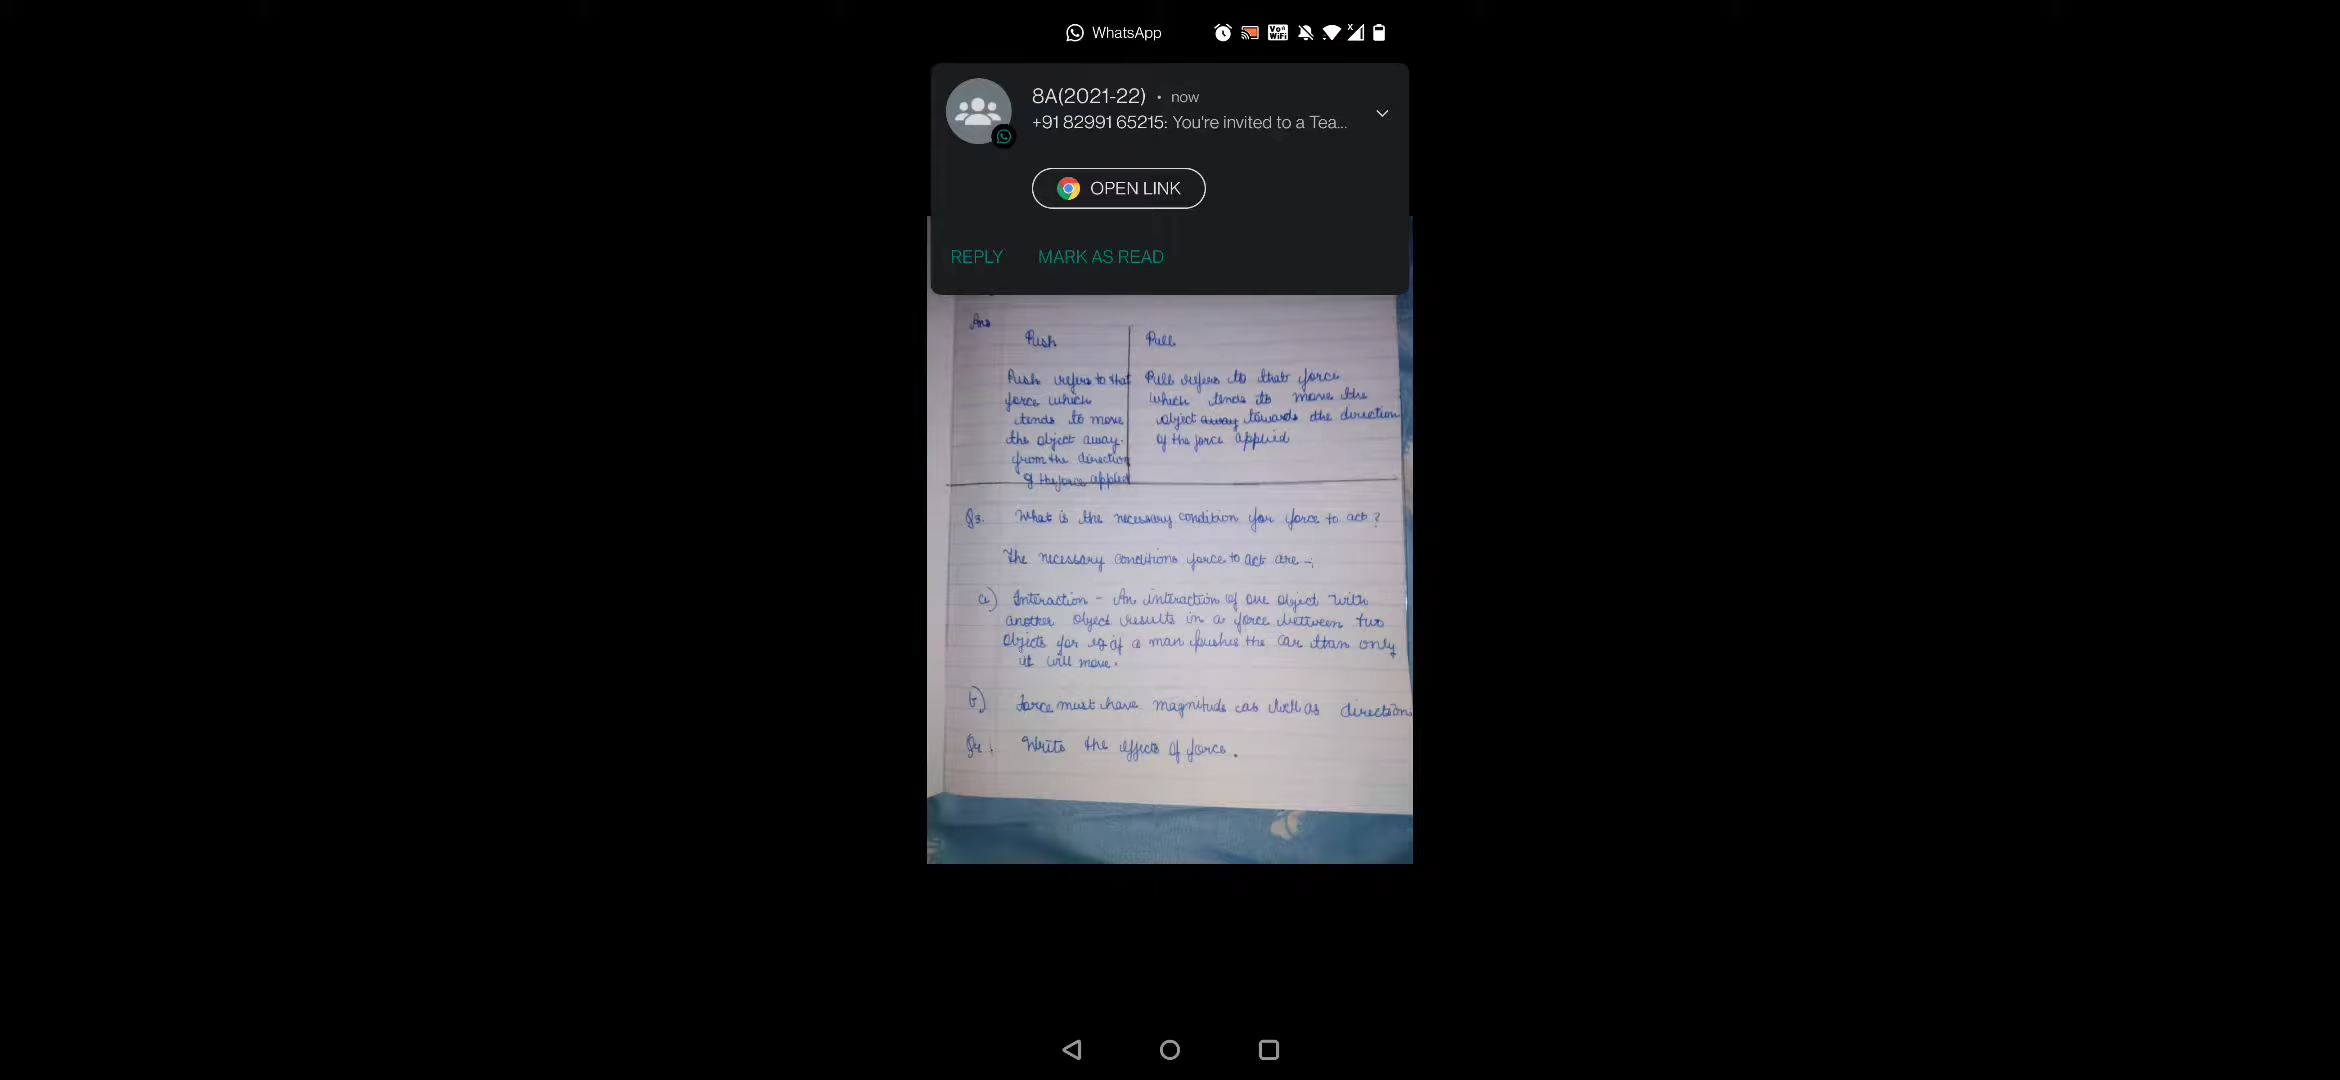 WhatsApp
8A(2021-22) • now
+91 82991 65215: You're invited to a Tea...
OPEN LINK
REPLY MARK AS READ
Ans
Push
Pull
Push refers to that
force which
tends to move
the object away
from the direction
of the force applied
Pull refers to that force
which tends to move the
object away towards the direction
of the force applied
Q3. What is the necessary condition for force to act?
The necessary conditions force to act are -;
a) Interaction - An interaction of one object with
another object results in a force between two
objects for eg if a man pushes the car than only
it will move.
b) Force must have magnitude as well as direction
Q4. Write the effects of force.